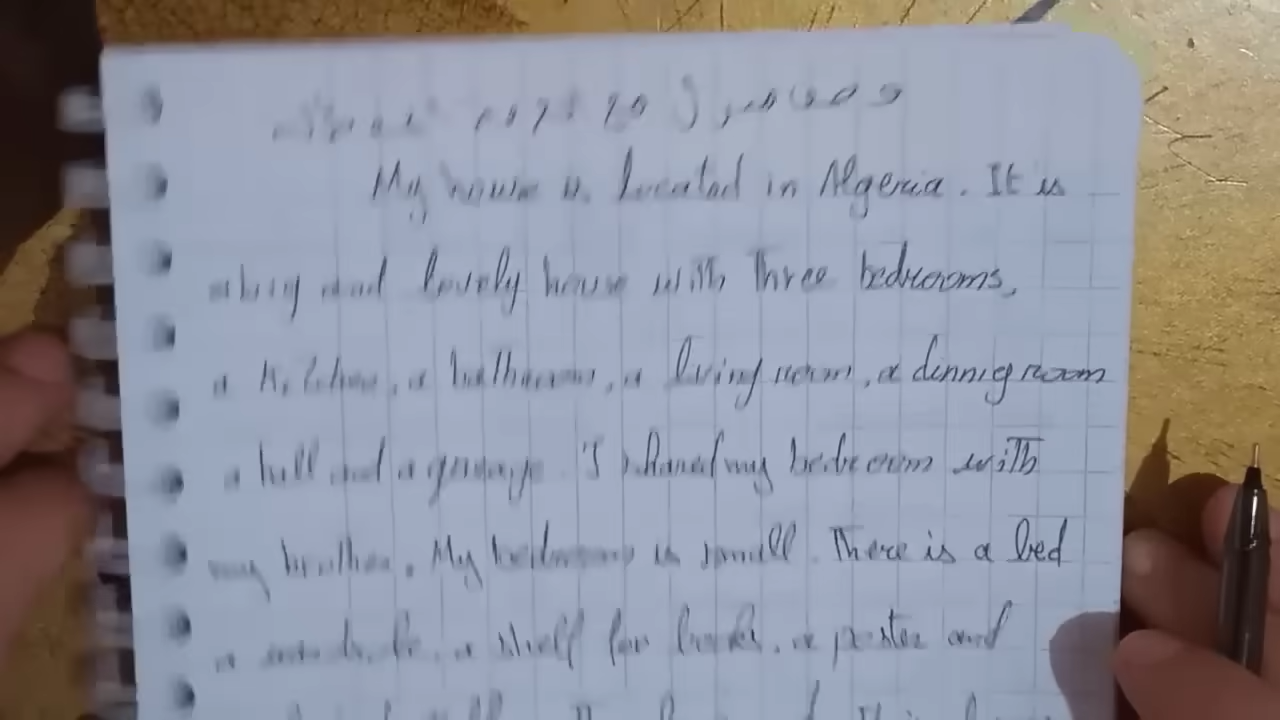 My house is located in Algeria. It is
a big and lovely house with three bedrooms,
a kitchen, a bathroom, a living room, a dinnig room
a hall and a garage. I shared my bedroom with
my brother. My bedroom is small. There is a bed
a wardrobe, a shelf for books, a poster and